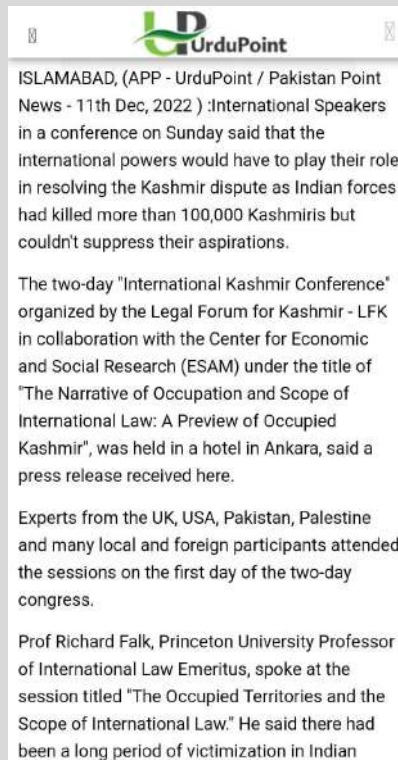 UrduPoint
ISLAMABAD, (APP - UrduPoint / Pakistan Point
News - 11th Dec, 2022 ) :International Speakers
in a conference on Sunday said that the
international powers would have to play their role
in resolving the Kashmir dispute as Indian forces
had killed more than 100,000 Kashmiris but
couldn't suppress their aspirations.
The two-day "International Kashmir Conference"
organized by the Legal Forum for Kashmir - LFK
in collaboration with the Center for Economic
and Social Research (ESAM) under the title of
"The Narrative of Occupation and Scope of
International Law: A Preview of Occupied
Kashmir", was held in a hotel in Ankara, said a
press release received here.
Experts from the UK, USA, Pakistan, Palestine
and many local and foreign participants attended
the sessions on the first day of the two-day
congress.
Prof Richard Falk, Princeton University Professor
of International Law Emeritus, spoke at the
session titled "The Occupied Territories and the
Scope of International Law." He said there had
been a long period of victimization in Indian